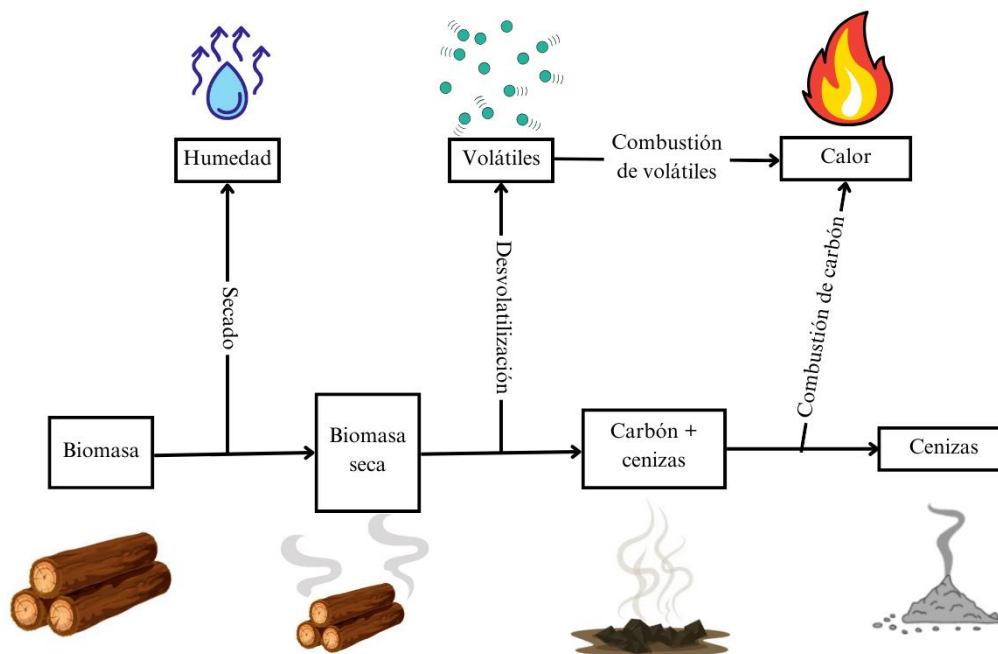 Humedad
Volátiles
Combustión
de volátiles
Calor
Secado
Desvolatilización
Combustión de carbón
Biomasa
Biomasa
seca
Carbón +
cenizas
Cenizas